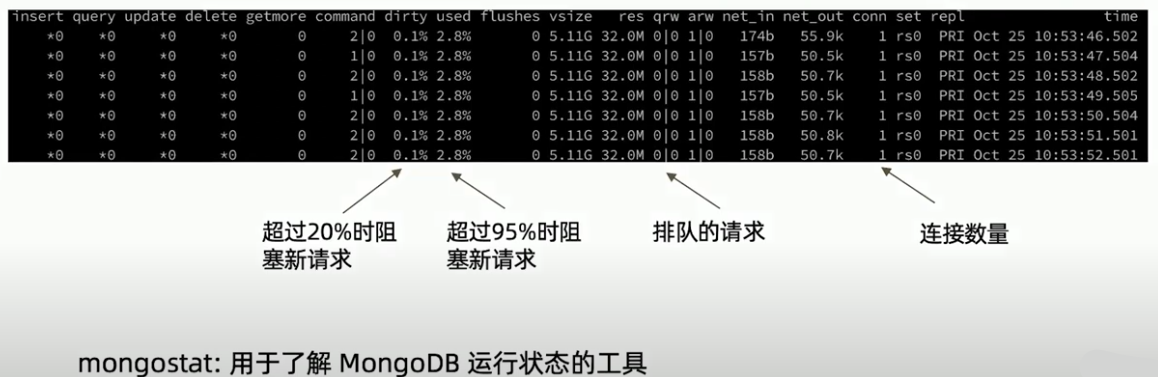 insert query update delete getmore command dirty used flushes vsize res qrw arw net_in net_out conn set repl time
*0 *0 *0 *0 0 2|0 0.1% 2.8% 0 5.11G 32.0M 0|0 1|0 174b 55.9k 1 rs0 PRI Oct 25 10:53:46.502
*0 *0 *0 *0 0 1|0 0.1% 2.8% 0 5.11G 32.0M 0|0 1|0 157b 50.5k 1 rs0 PRI Oct 25 10:53:47.504
*0 *0 *0 *0 0 2|0 0.1% 2.8% 0 5.11G 32.0M 0|0 1|0 158b 50.7k 1 rs0 PRI Oct 25 10:53:48.502
*0 *0 *0 *0 0 1|0 0.1% 2.8% 0 5.11G 32.0M 0|0 1|0 157b 50.5k 1 rs0 PRI Oct 25 10:53:49.505
*0 *0 *0 *0 0 2|0 0.1% 2.8% 0 5.11G 32.0M 0|0 1|0 158b 50.7k 1 rs0 PRI Oct 25 10:53:50.504
*0 *0 *0 *0 0 2|0 0.1% 2.8% 0 5.11G 32.0M 0|0 1|0 158b 50.8k 1 rs0 PRI Oct 25 10:53:51.501
*0 *0 *0 *0 0 2|0 0.1% 2.8% 0 5.11G 32.0M 0|0 1|0 158b 50.7k 1 rs0 PRI Oct 25 10:53:52.501
超过20%时阻
塞新请求
超过95%时阻
塞新请求
排队的请求
连接数量
mongostat: 用于了解 MongoDB 运行状态的工具